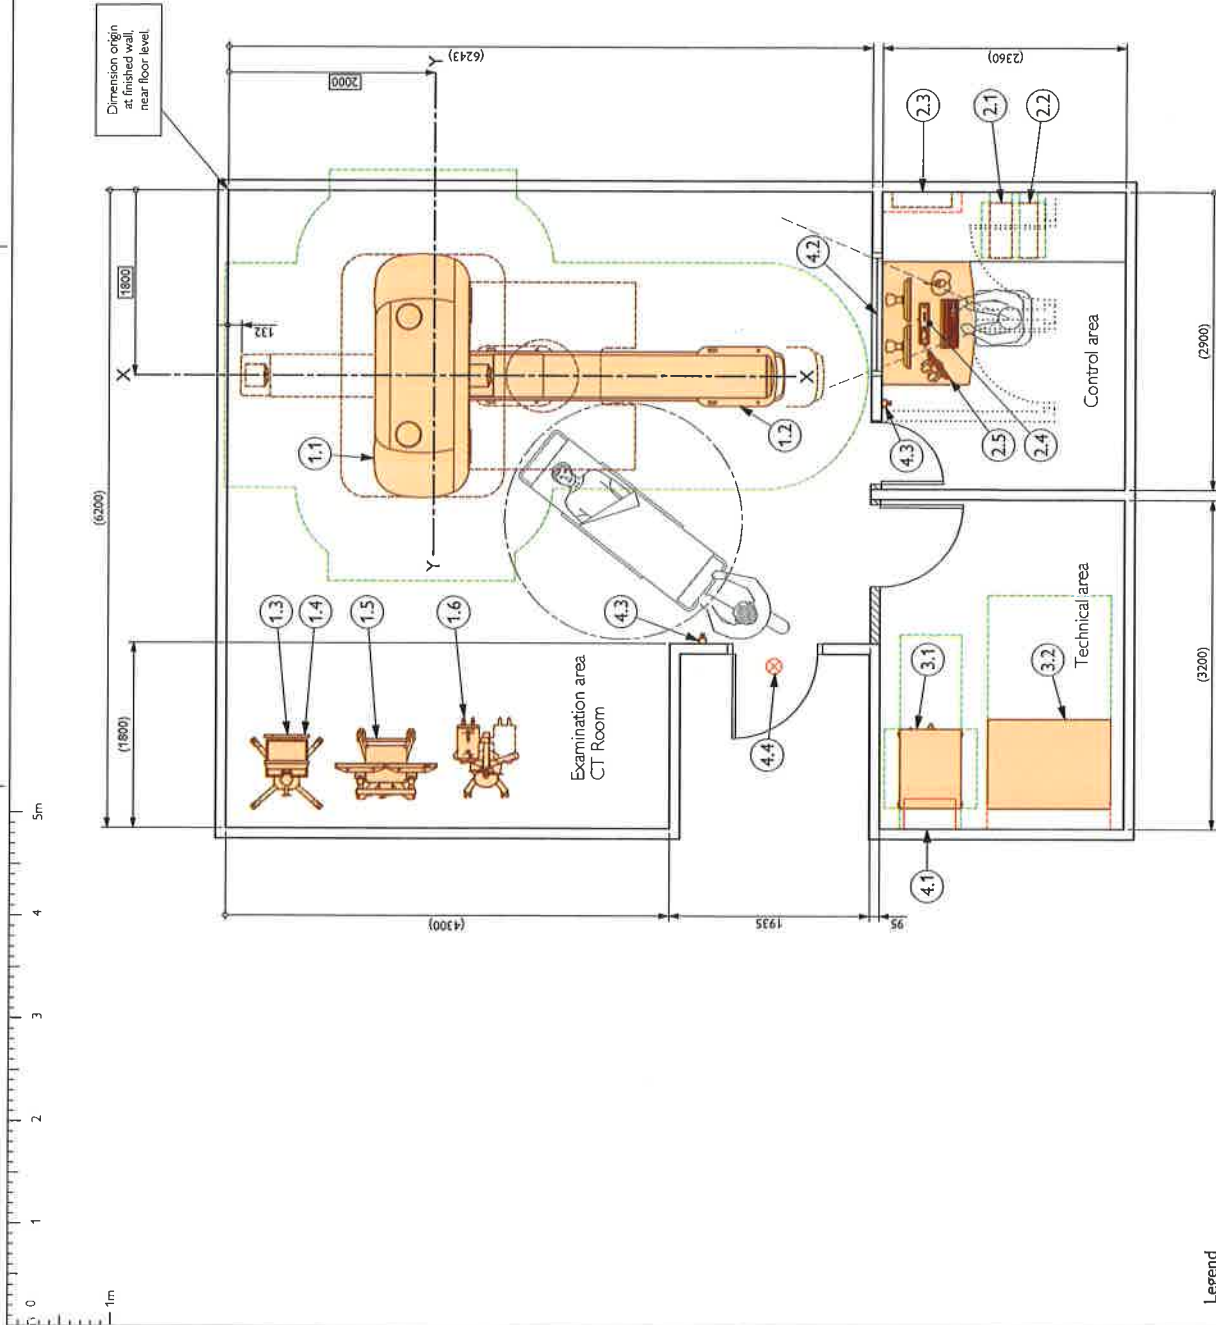 Dimension origin
at finished wall,
near floor level.
(6243)
2000
Y
(2360)
(6200)
1800
132
X
2.3
2.1
2.2
4.2
1.1
X
1.2
4.3
2.5
2.4
Control area
(2900)
Y
(1800)
1.3
1.4
1.5
1.6
4.3
Examination area
CT Room
4.4
3.1
3.2
Technical area
(3200)
4.1
(4300)
1935
95
5m
4
3
2
1
0
1m
Legend